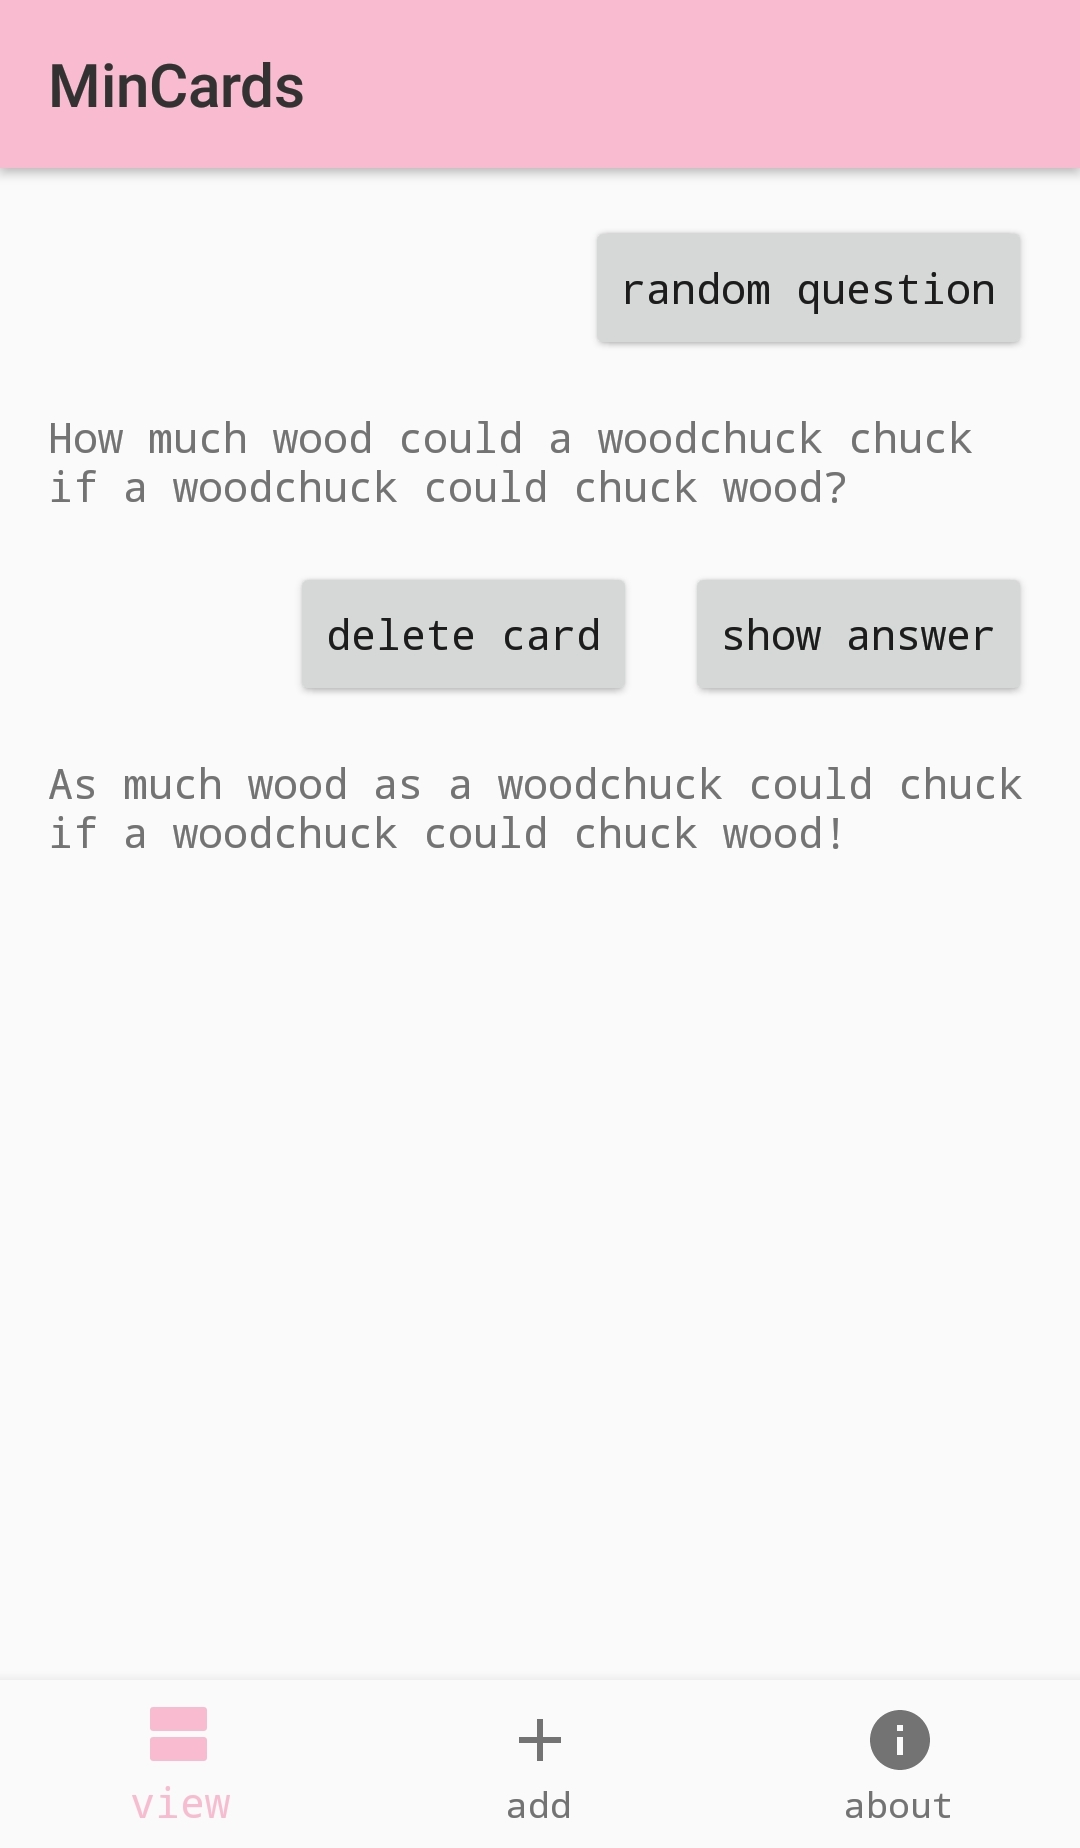 MinCards
random question
How much wood could a woodchuck chuck
if a woodchuck could chuck wood?
delete card
show answer
As much wood as a woodchuck could chuck
if a woodchuck could chuck wood!
view
add
about